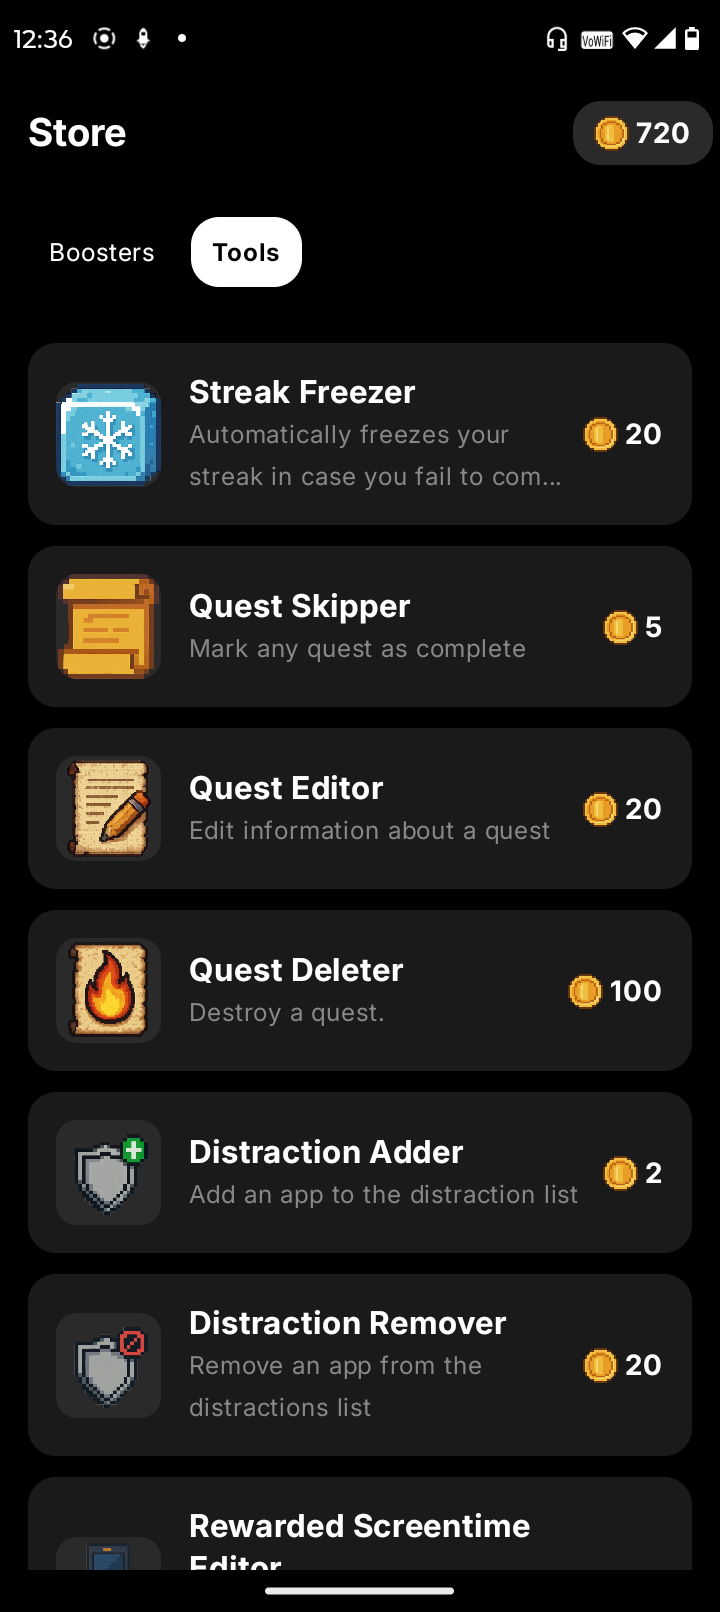 12:36
VoWiFi
Store
720
Boosters
Tools
Streak Freezer
Automatically freezes your
streak in case you fail to com...
20
Quest Skipper
Mark any quest as complete
5
Quest Editor
Edit information about a quest
20
Quest Deleter
Destroy a quest.
100
Distraction Adder
Add an app to the distraction list
2
Distraction Remover
Remove an app from the
distractions list
20
Rewarded Screentime
Editor